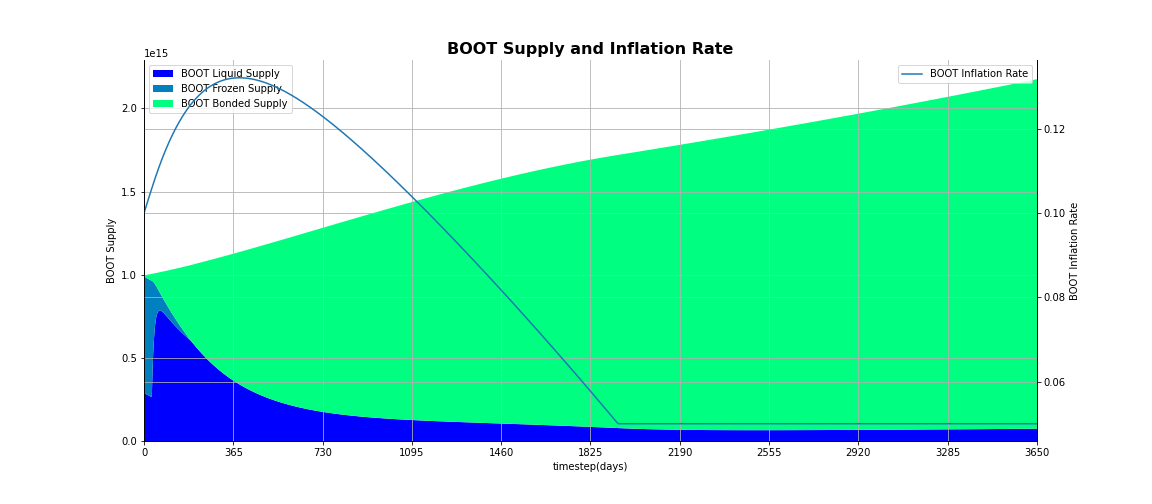 BOOT Supply and Inflation Rate
1e15
BOOT Liquid Supply
BOOT Frozen Supply
BOOT Bonded Supply
BOOT Inflation Rate
2.0
1.5
1.0
0.5
0.0
BOOT Supply
0.12
0.10
0.08
0.06
BOOT Inflation Rate
0 365 730 1095 1460 1825 2190 2555 2920 3285 3650
timestep(days)